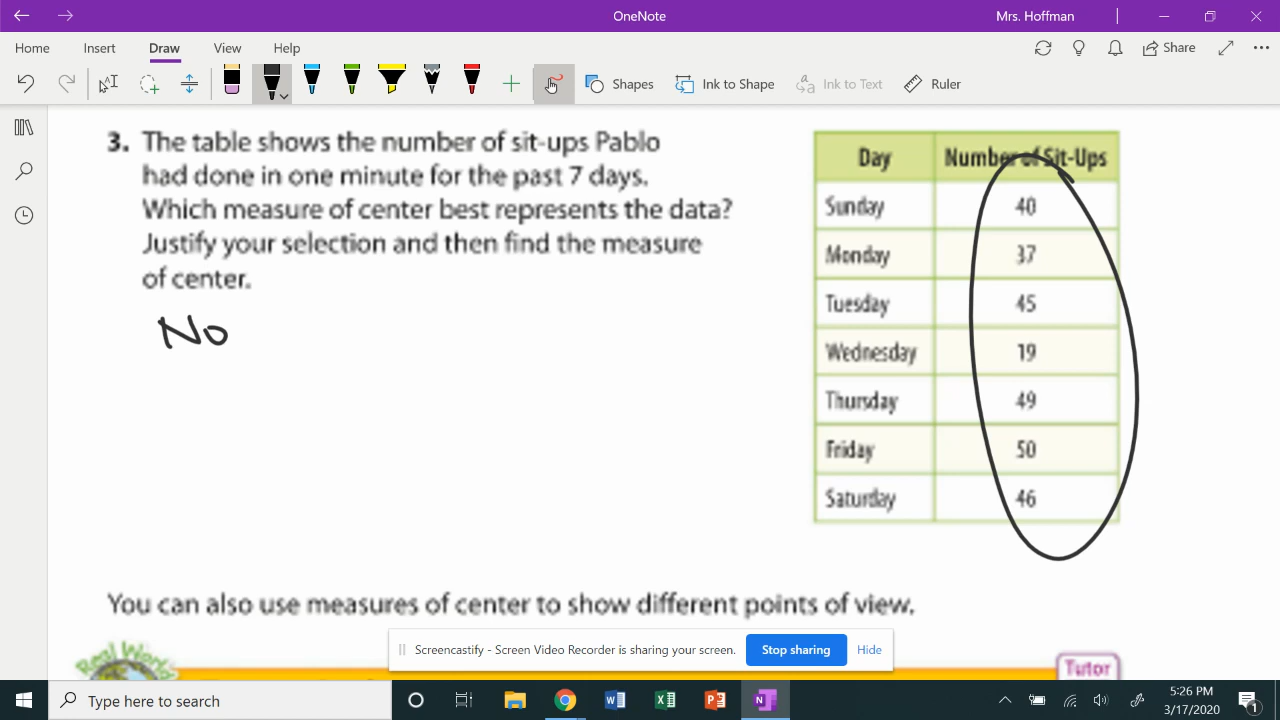 OneNote
Mrs. Hoffman
Home Insert Draw View Help
Share
Shapes
Ink to Shape
Ink to Text
Ruler
3. The table shows the number of sit-ups Pablo
had done in one minute for the past 7 days.
Which measure of center best represents the data?
Justify your selection and then find the measure
of center.
No
Day Number of Sit-Ups
Sunday 40
Monday 37
Tuesday 45
Wednesday 19
Thursday 49
Friday 50
Saturday 46
You can also use measures of center to show different points of view.
Real World
Tutor
Screencastify - Screen Video Recorder is sharing your screen.
Stop sharing
Hide
Type here to search
5:26 PM
3/17/2020
1